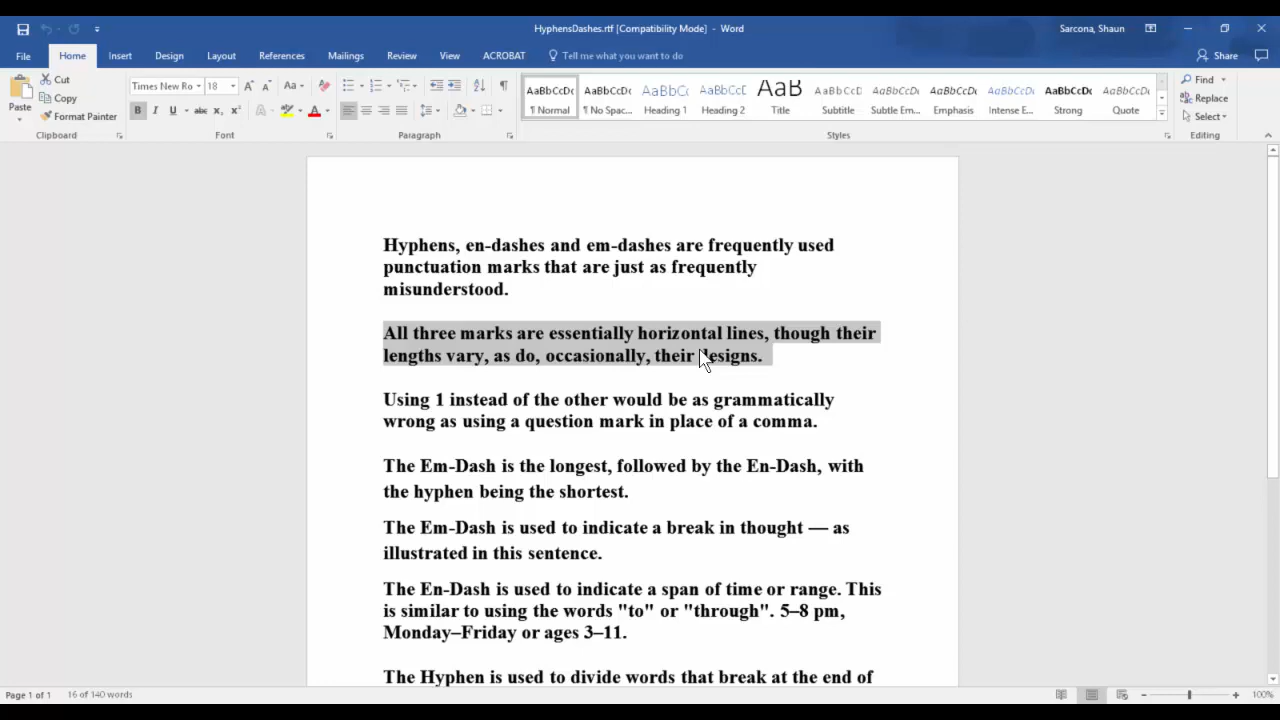 HyphensDashes.rtf [Compatibility Mode] - Word
Sarcona, Shaun
File Home Insert Design Layout References Mailings Review View ACROBAT Tell me what you want to do Share
Paste
Cut
Copy
Format Painter
Clipboard
Times New Ro 18 Aa
B I U abc x, x² A
Font
Paragraph
AaBbCcDc AaBbCcDc AaBbCc AaBbCcD AaB AaBbCcD AaBbCcDc AaBbCcDc AaBbCcDc AaBbCcDc AaBbCcDc
¶ Normal ¶ No Spac... Heading 1 Heading 2 Title Subtitle Subtle Em... Emphasis Intense E... Strong Quote
Styles
Find
Replace
Select
Editing
Hyphens, en-dashes and em-dashes are frequently used
punctuation marks that are just as frequently
misunderstood.
All three marks are essentially horizontal lines, though their
lengths vary, as do, occasionally, their designs.
Using 1 instead of the other would be as grammatically
wrong as using a question mark in place of a comma.
The Em-Dash is the longest, followed by the En-Dash, with
the hyphen being the shortest.
The Em-Dash is used to indicate a break in thought — as
illustrated in this sentence.
The En-Dash is used to indicate a span of time or range. This
is similar to using the words "to" or "through". 5–8 pm,
Monday–Friday or ages 3–11.
The Hyphen is used to divide words that break at the end of
Page 1 of 1 16 of 140 words
100%